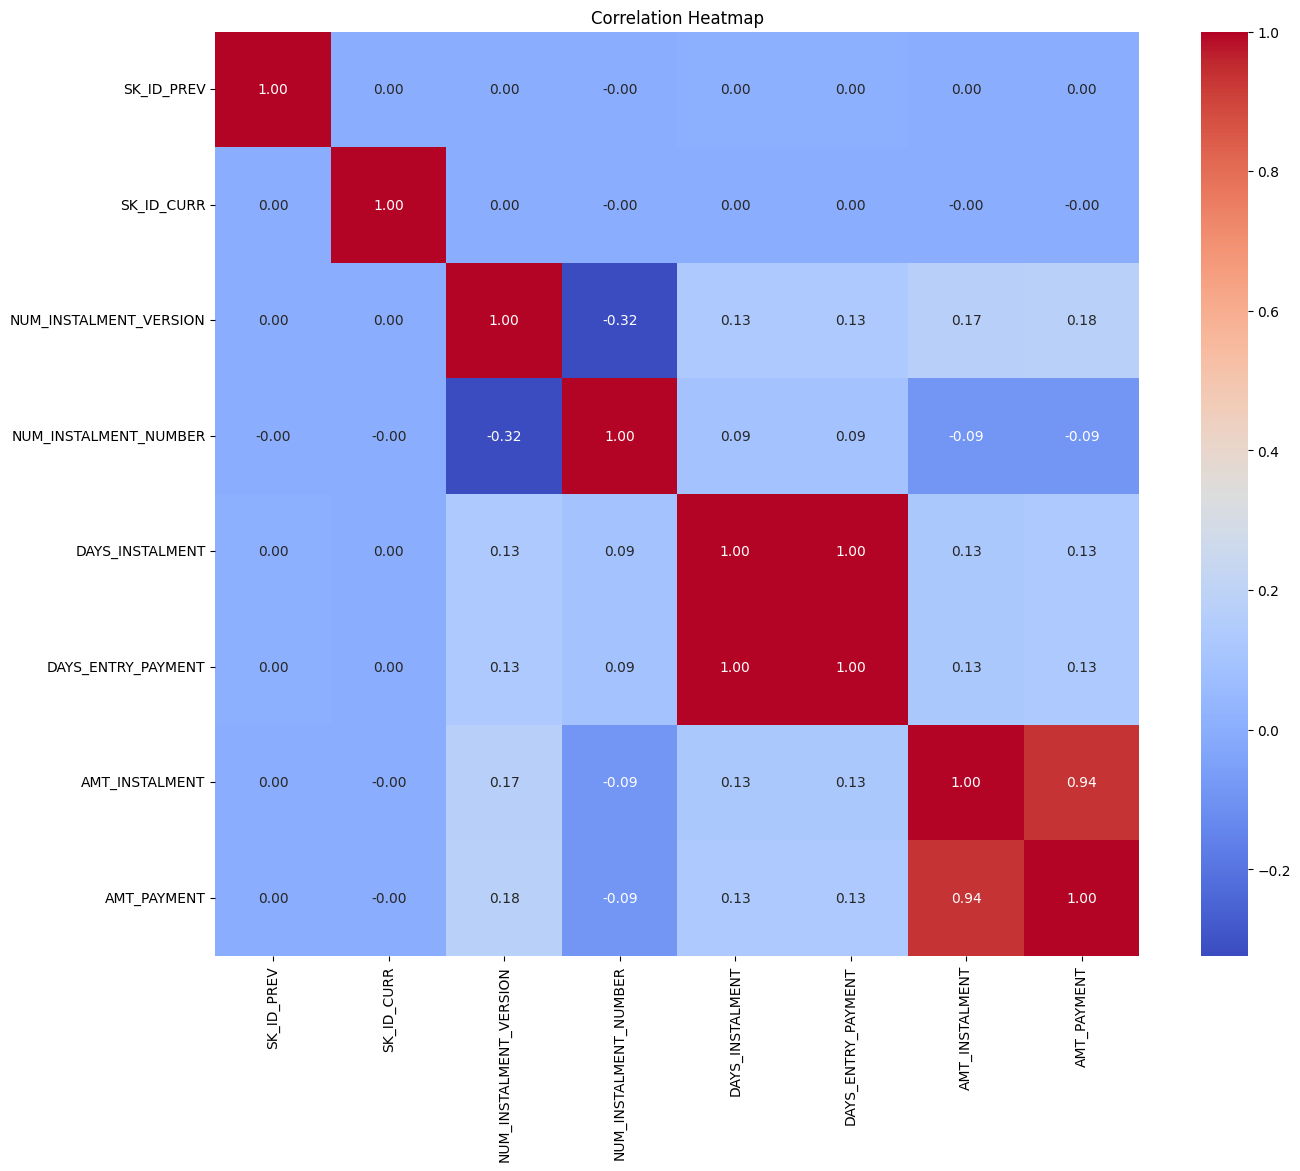 Correlation Heatmap
SK_ID_PREV 1.00 0.00 0.00 -0.00 0.00 0.00 0.00 0.00
SK_ID_CURR 0.00 1.00 0.00 -0.00 0.00 0.00 -0.00 -0.00
NUM_INSTALMENT_VERSION 0.00 0.00 1.00 -0.32 0.13 0.13 0.17 0.18
NUM_INSTALMENT_NUMBER -0.00 -0.00 -0.32 1.00 0.09 0.09 -0.09 -0.09
DAYS_INSTALMENT 0.00 0.00 0.13 0.09 1.00 1.00 0.13 0.13
DAYS_ENTRY_PAYMENT 0.00 0.00 0.13 0.09 1.00 1.00 0.13 0.13
AMT_INSTALMENT 0.00 -0.00 0.17 -0.09 0.13 0.13 1.00 0.94
AMT_PAYMENT 0.00 -0.00 0.18 -0.09 0.13 0.13 0.94 1.00
SK_ID_PREV
SK_ID_CURR
NUM_INSTALMENT_VERSION
NUM_INSTALMENT_NUMBER
DAYS_INSTALMENT
DAYS_ENTRY_PAYMENT
AMT_INSTALMENT
AMT_PAYMENT
1.0
0.8
0.6
0.4
0.2
0.0
−0.2